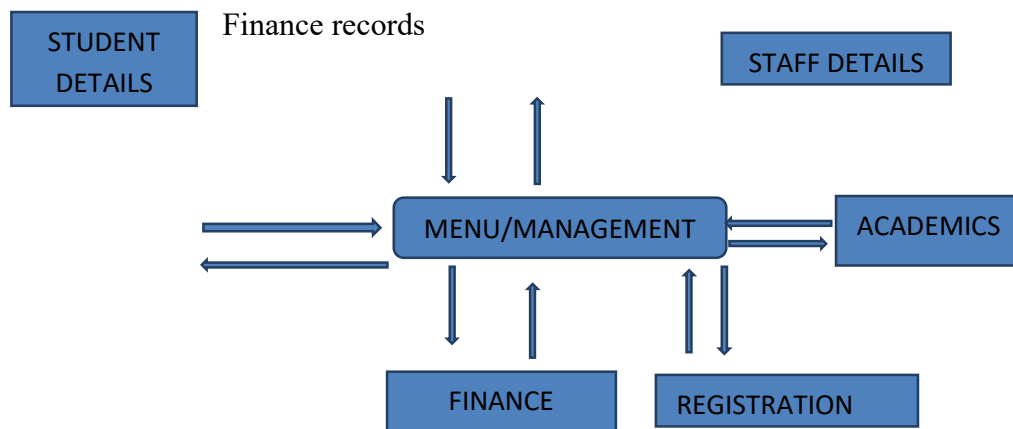 Finance records
STUDENT
DETAILS
STAFF DETAILS
MENU/MANAGEMENT
ACADEMICS
FINANCE
REGISTRATION